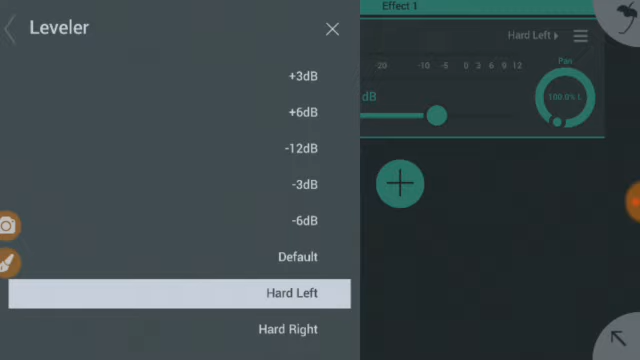 Leveler
+3dB
+6dB
-12dB
-3dB
-6dB
Default
Hard Left
Hard Right
Effect 1
Hard Left
-20 -10 -5 0 3 6 9 12
dB
Pan
100.0% L